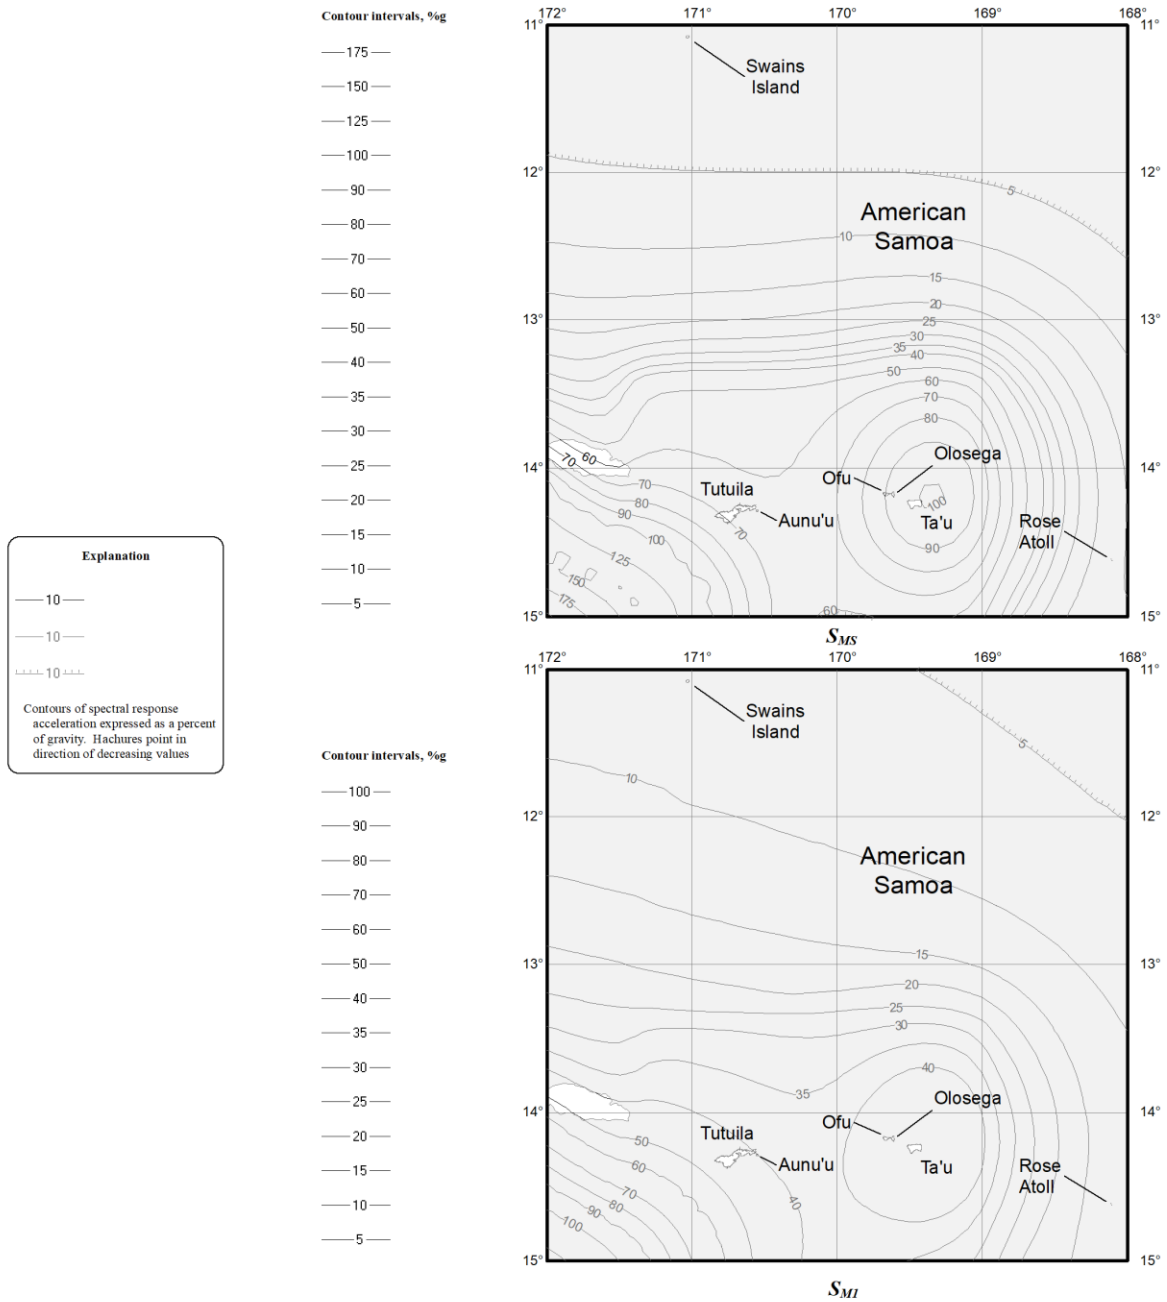 Contour intervals, %g
175
150
125
100
90
80
70
60
50
40
35
30
25
20
15
10
5
Explanation
10
10
10
Contours of spectral response
acceleration expressed as a percent
of gravity. Hachures point in
direction of decreasing values
172° 171° 170° 169° 168°
11° 11°
Swains
Island
12° 12°
5
American
Samoa
10
15
20
13° 13°
25
30
35
40
50
60
70
80
60
70
14° 14°
Olosega
Ofu
70
Tutuila
80
90
Aunu'u
100
Ta'u
Rose
Atoll
70
100
90
125
150
175
60
15° 15°
S_MS
Contour intervals, %g
100
90
80
70
60
50
40
35
30
25
20
15
10
5
172° 171° 170° 169° 168°
11° 11°
Swains
Island
5
10
12° 12°
American
Samoa
15
13° 13°
20
25
30
40
35
Olosega
14° 14°
Ofu
Tutuila
50
Aunu'u
Ta'u
Rose
Atoll
60
70
40
80
90
100
15° 15°
S_M1